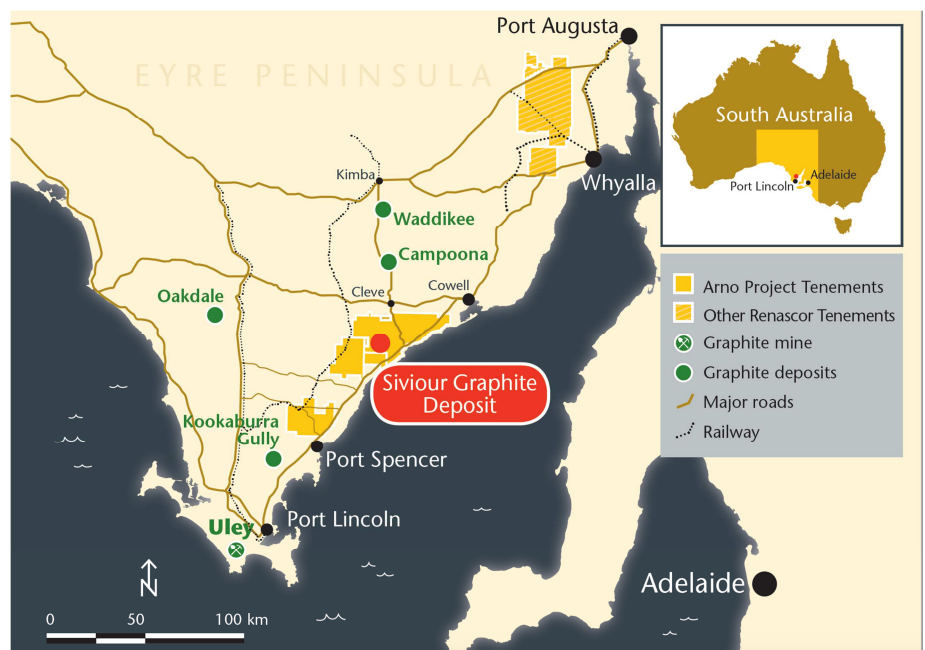 Port Augusta
EYRE PENINSULA
South Australia
Adelaide
Port Lincoln
Kimba
Whyalla
Waddikee
Campoona
Cleve
Cowell
Oakdale
Arno Project Tenements
Other Renascor Tenements
Graphite mine
Graphite deposits
Major roads
Railway
Siviour Graphite
Deposit
Kookaburra
Gully
Port Spencer
Uley
Port Lincoln
Adelaide
N
0 50 100 km